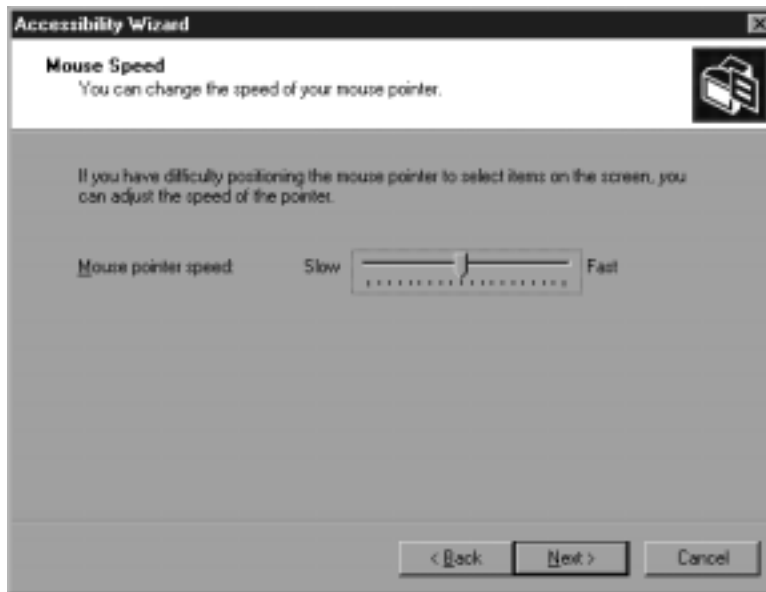 Accessibility Wizard
Mouse Speed
You can change the speed of your mouse pointer.
If you have difficulty positioning the mouse pointer to select items on the screen, you
can adjust the speed of the pointer.
Mouse pointer speed: Slow Fast
< Back Next > Cancel